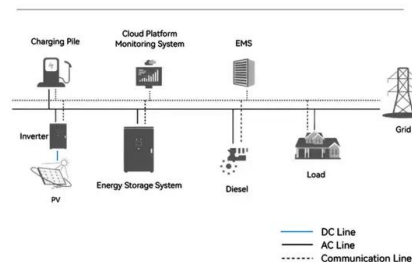 Charging Pile
Cloud Platform
Monitoring System
EMS
Grid
Inverter
PV
Energy Storage System
Diesel
Load
DC Line
AC Line
Communication Line